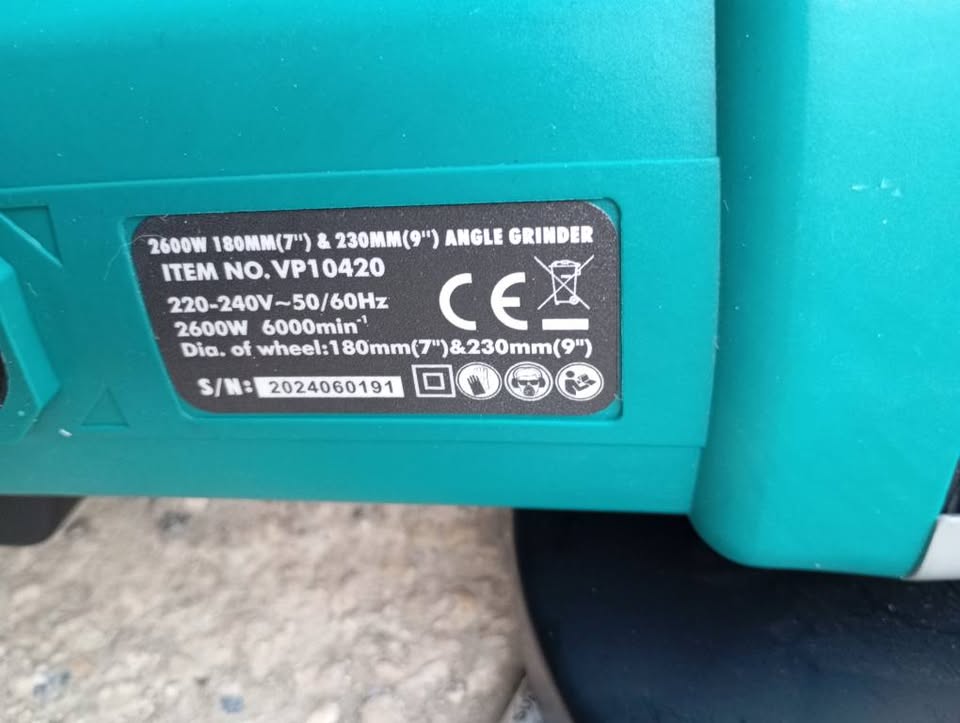 2600W 180MM(7") & 230MM(9") ANGLE GRINDER
ITEM NO.VP10420
220-240V~50/60Hz
2600W 6000min⁻¹
Dia. of wheel:180mm(7")&230mm(9")
S/N: 2024060191
CE